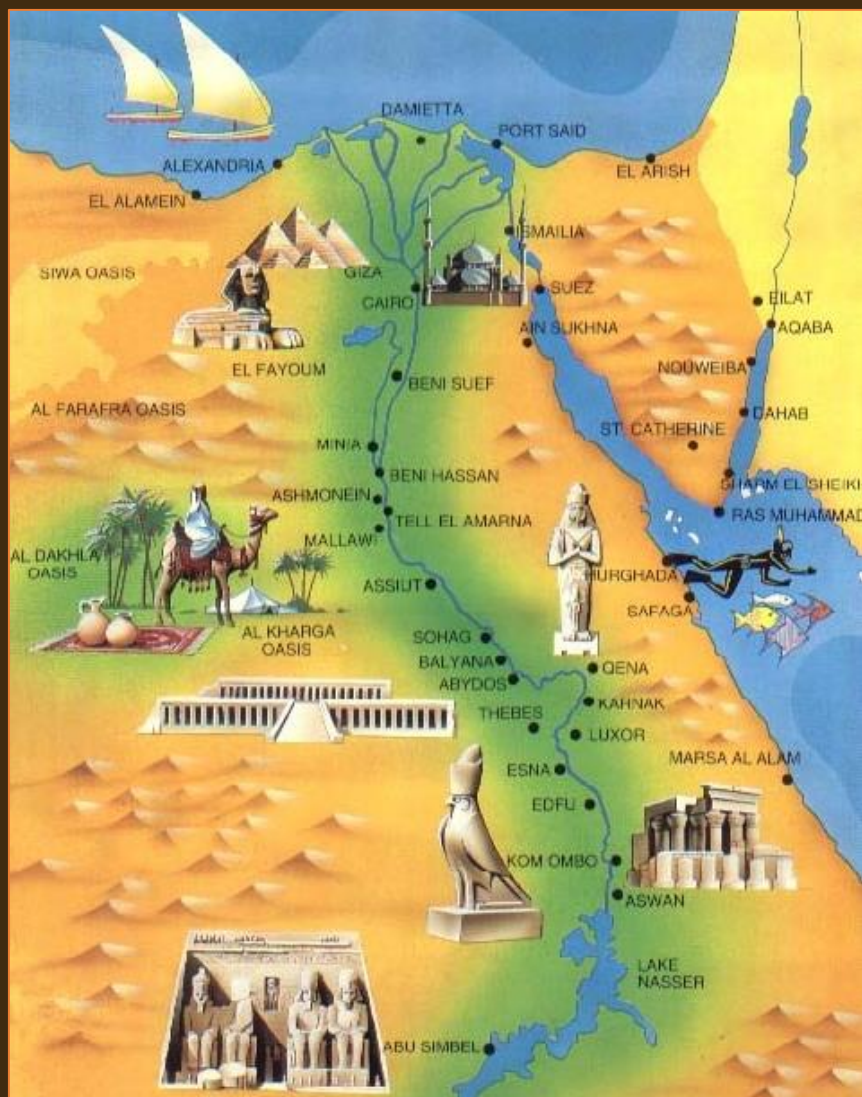 DAMIETTA
PORT SAID
ALEXANDRIA
EL ARISH
EL ALAMEIN
ISMAILIA
SIWA OASIS
GIZA
CAIRO
SUEZ
EILAT
AIN SUKHNA
AQABA
EL FAYOUM
NOUWEIBA
BENI SUEF
AL FARAFRA OASIS
DAHAB
ST. CATHERINE
MINIA
BENI HASSAN
SHARM EL SHEIKH
ASHMONEIN
TELL EL AMARNA
RAS MUHAMMAD
MALLAWI
AL DAKHLA
OASIS
HURGHADA
ASSIUT
SAFAGA
AL KHARGA
OASIS
SOHAG
BALYANA
QENA
ABYDOS
KAHNAK
THEBES
LUXOR
MARSA AL ALAM
ESNA
EDFU
KOM OMBO
ASWAN
LAKE
NASSER
ABU SIMBEL